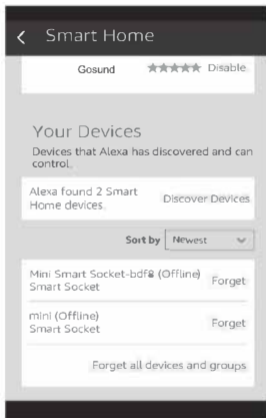 Smart Home
Gosund Disable
Your Devices
Devices that Alexa has discovered and can
control.
Alexa found 2 Smart Discover Devices
Home devices.
Sort by Newest
Mini Smart (Offline) Forget
Smart Socket
mini (Offline) Forget
Smart Socket
Forget all devices and groups